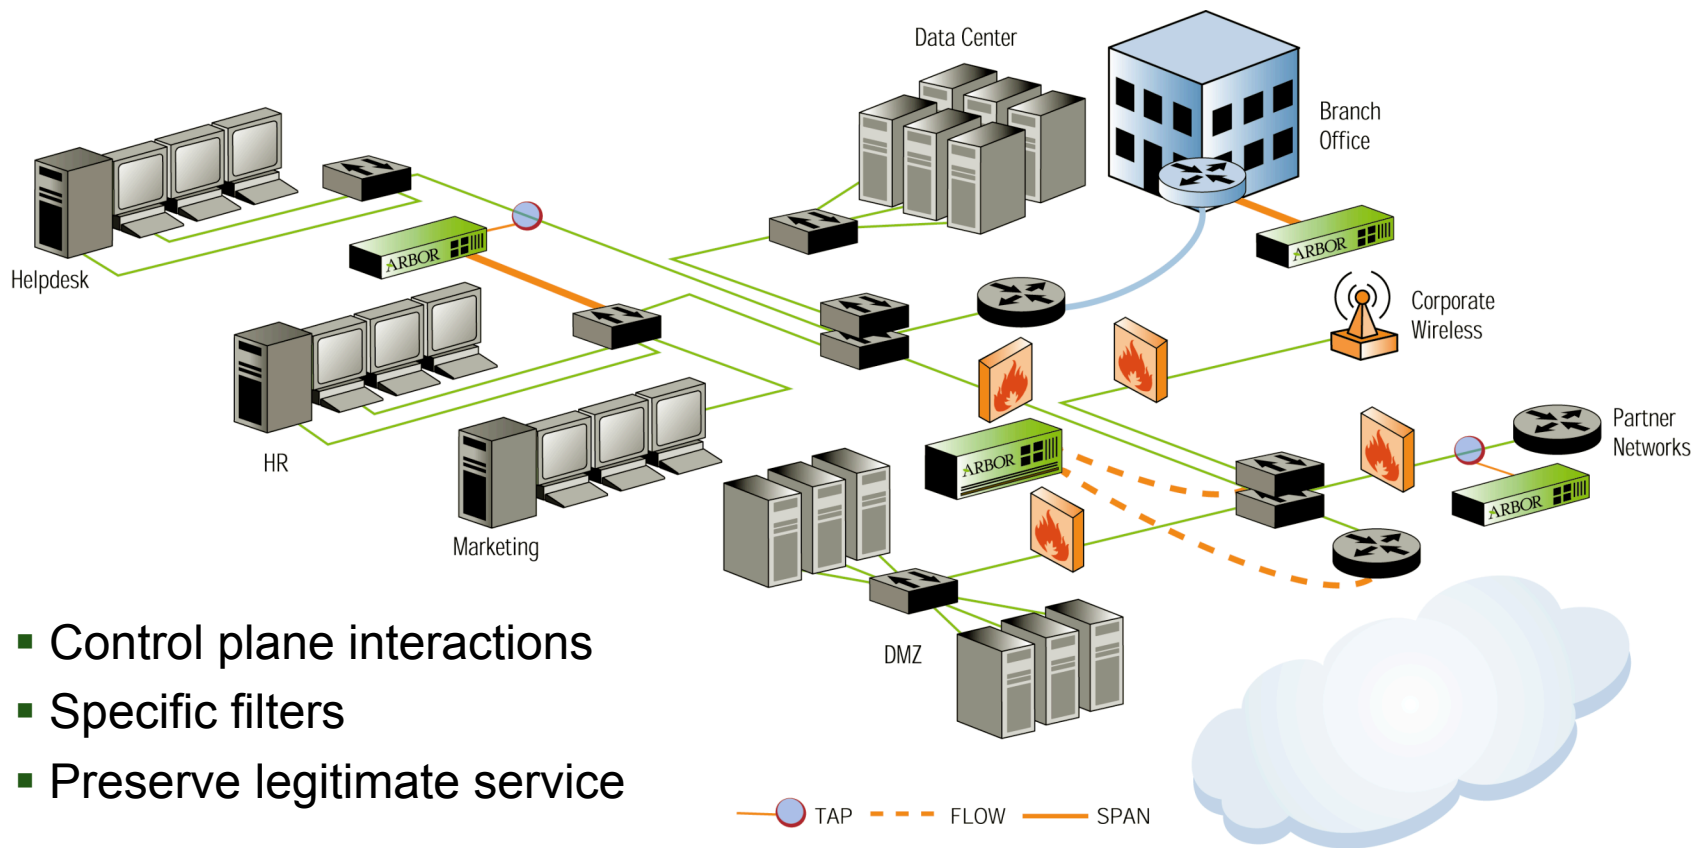 Data Center
Branch
Office
Helpdesk
ARBOR
ARBOR
Corporate
Wireless
HR
ARBOR
Partner
Networks
ARBOR
Marketing
DMZ
▪ Control plane interactions
▪ Specific filters
▪ Preserve legitimate service
TAP FLOW SPAN